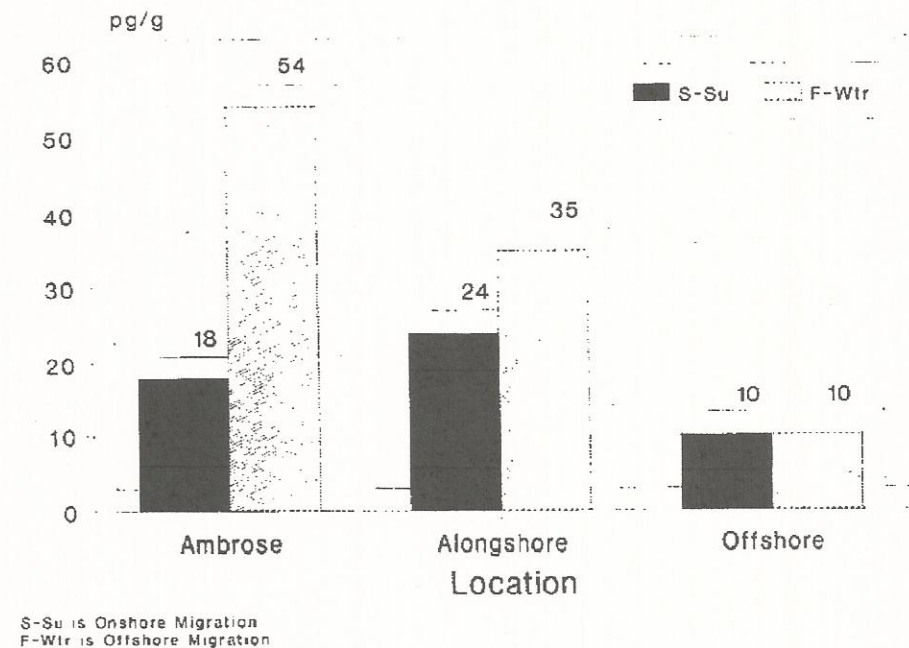 pg/g
60
50
40
30
20
10
0
54
18
24
35
10
10
S-Su
F-Wtr
Ambrose
Alongshore
Offshore
Location
S-Su is Onshore Migration
F-Wtr is Offshore Migration